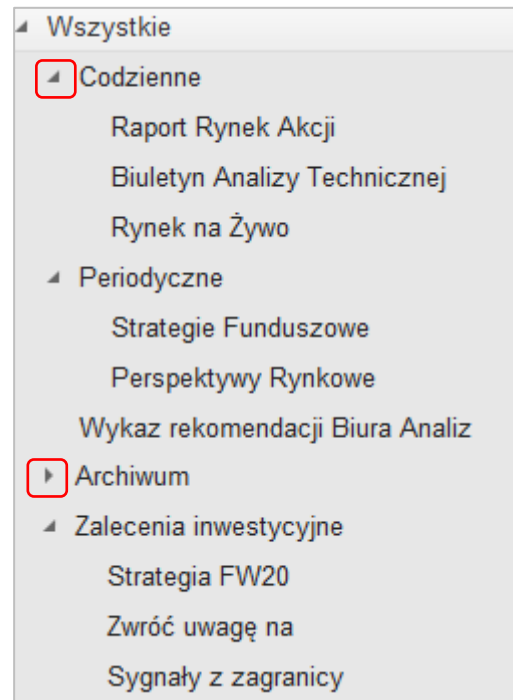 Wszystkie
Codzienne
Raport Rynek Akcji
Biuletyn Analizy Technicznej
Rynek na Żywo
Periodyczne
Strategie Funduszowe
Perspektywy Rynkowe
Wykaz rekomendacji Biura Analiz
Archiwum
Zalecenia inwestycyjne
Strategia FW20
Zwróć uwagę na
Sygnały z zagranicy